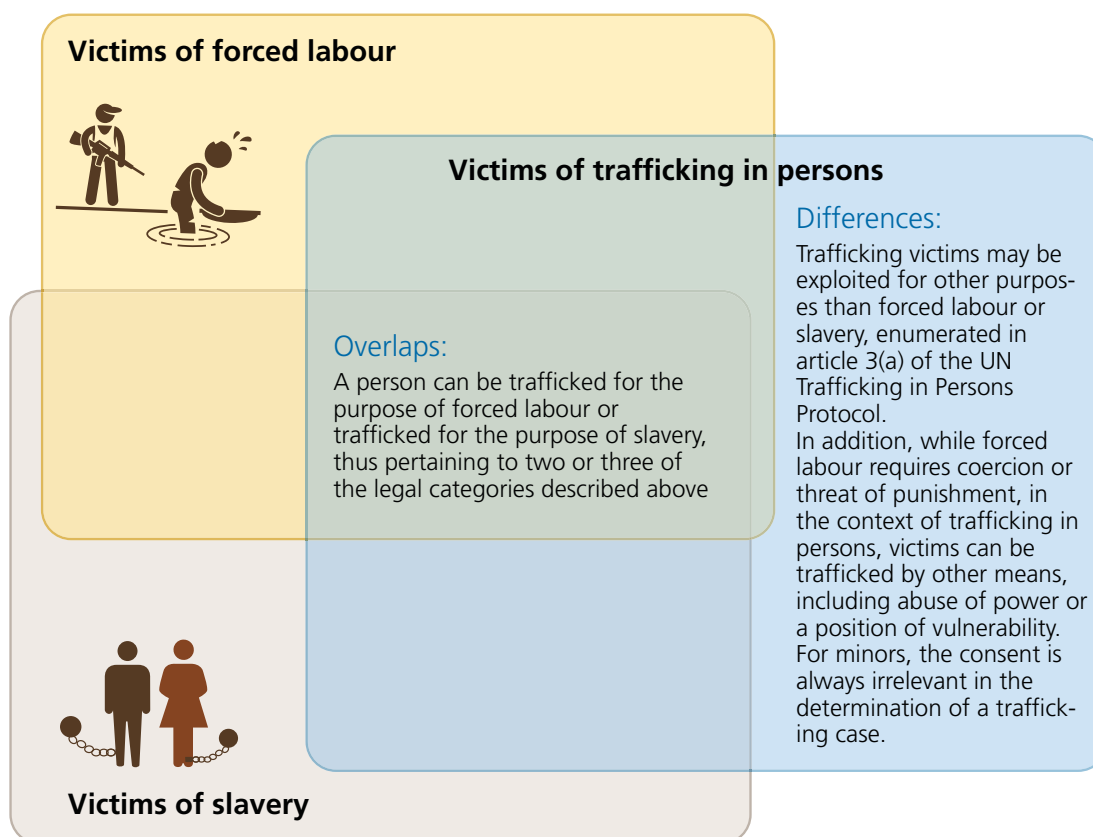 Victims of forced labour
Victims of trafficking in persons
Differences:
Trafficking victims may be
exploited for other purpos-
es than forced labour or
slavery, enumerated in
article 3(a) of the UN
Trafficking in Persons
Protocol.
In addition, while forced
labour requires coercion or
threat of punishment, in
the context of trafficking in
persons, victims can be
trafficked by other means,
including abuse of power or
a position of vulnerability.
For minors, the consent is
always irrelevant in the
determination of a traffick-
ing case.
Overlaps:
A person can be trafficked for the
purpose of forced labour or
trafficked for the purpose of slavery,
thus pertaining to two or three of
the legal categories described above
Victims of slavery